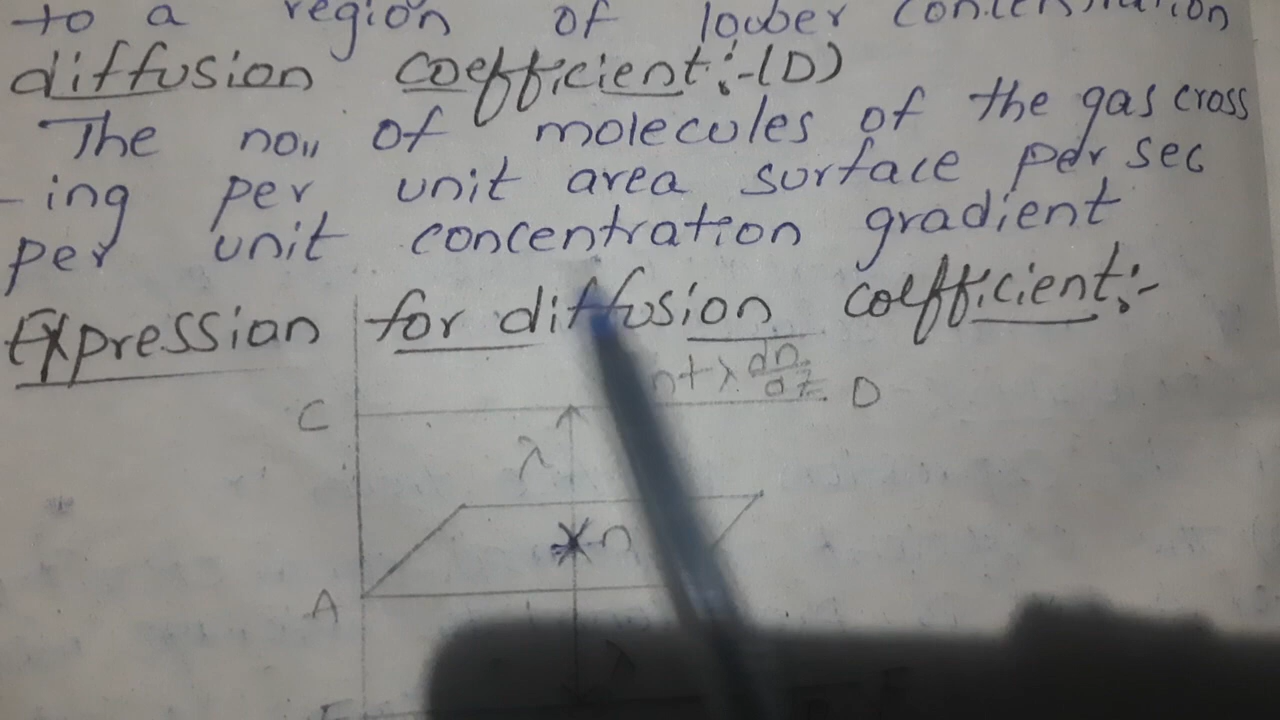 to a region of lower concentration
diffusion coefficient:-(D)
The no,, of molecules of the gas cross
-ing per unit area surface per sec
per unit concentration gradient
Expression for diffusion coefficient:-
n+λ dn/dz
C D
λ
n
A
λ